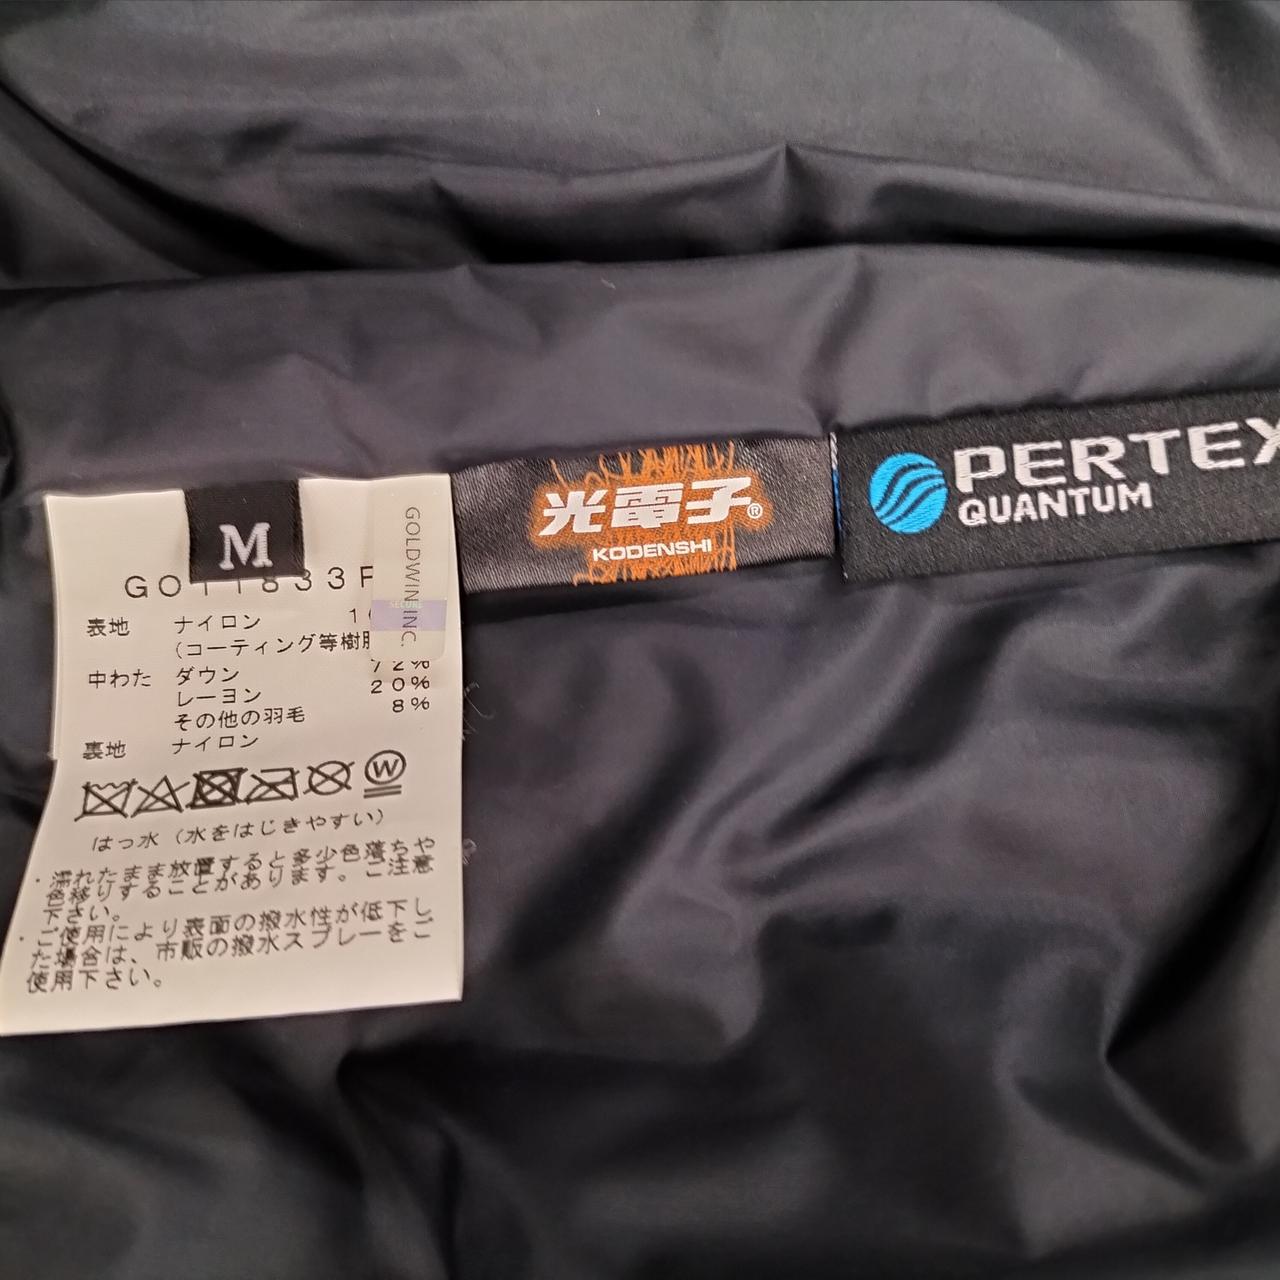 M
GO11833P
GOLDWIN INC.
SECURE
表地 ナイロン
(コーティング等樹脂
中わた ダウン 72%
レーヨン 20%
その他の羽毛 8%
裏地 ナイロン
W
はっ水（水をはじきやすい）
・濡れたまま放置すると多少色落ちや
色移りすることがあります。ご注意
下さい。
・ご使用により表面の撥水性が低下し
た場合は、市販の撥水スプレーをご
使用下さい。
光電子®
KODENSHI
PERTEX
QUANTUM